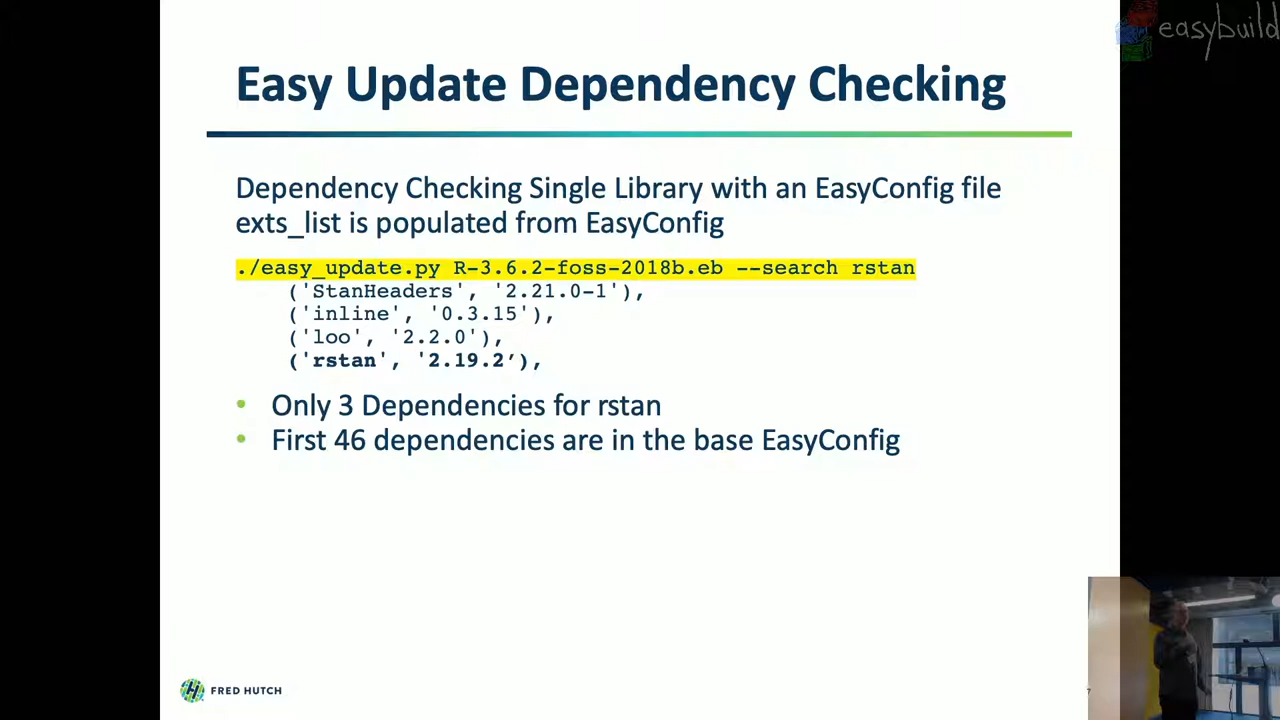 easybuild
Easy Update Dependency Checking
Dependency Checking Single Library with an EasyConfig file
exts_list is populated from EasyConfig
./easy_update.py R-3.6.2-foss-2018b.eb --search rstan
('StanHeaders', '2.21.0-1'),
('inline', '0.3.15'),
('loo', '2.2.0'),
('rstan', '2.19.2’),
• Only 3 Dependencies for rstan
• First 46 dependencies are in the base EasyConfig
FRED HUTCH
7